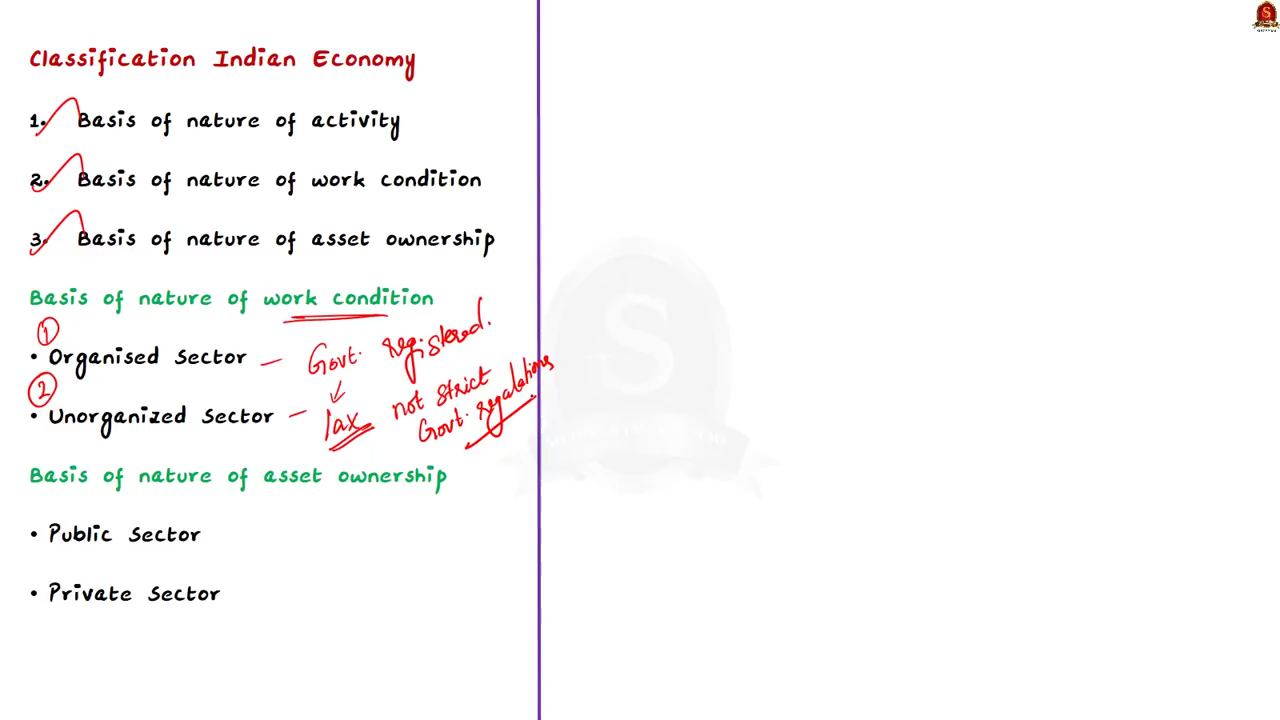 Classification Indian Economy
1. Basis of nature of activity
2. Basis of nature of work condition
3. Basis of nature of asset ownership
Basis of nature of work condition
1
• Organised Sector – Govt. registered.
2
• Unorganized Sector – Tax not strict
Govt. regulations
Basis of nature of asset ownership
• Public Sector
• Private Sector
S